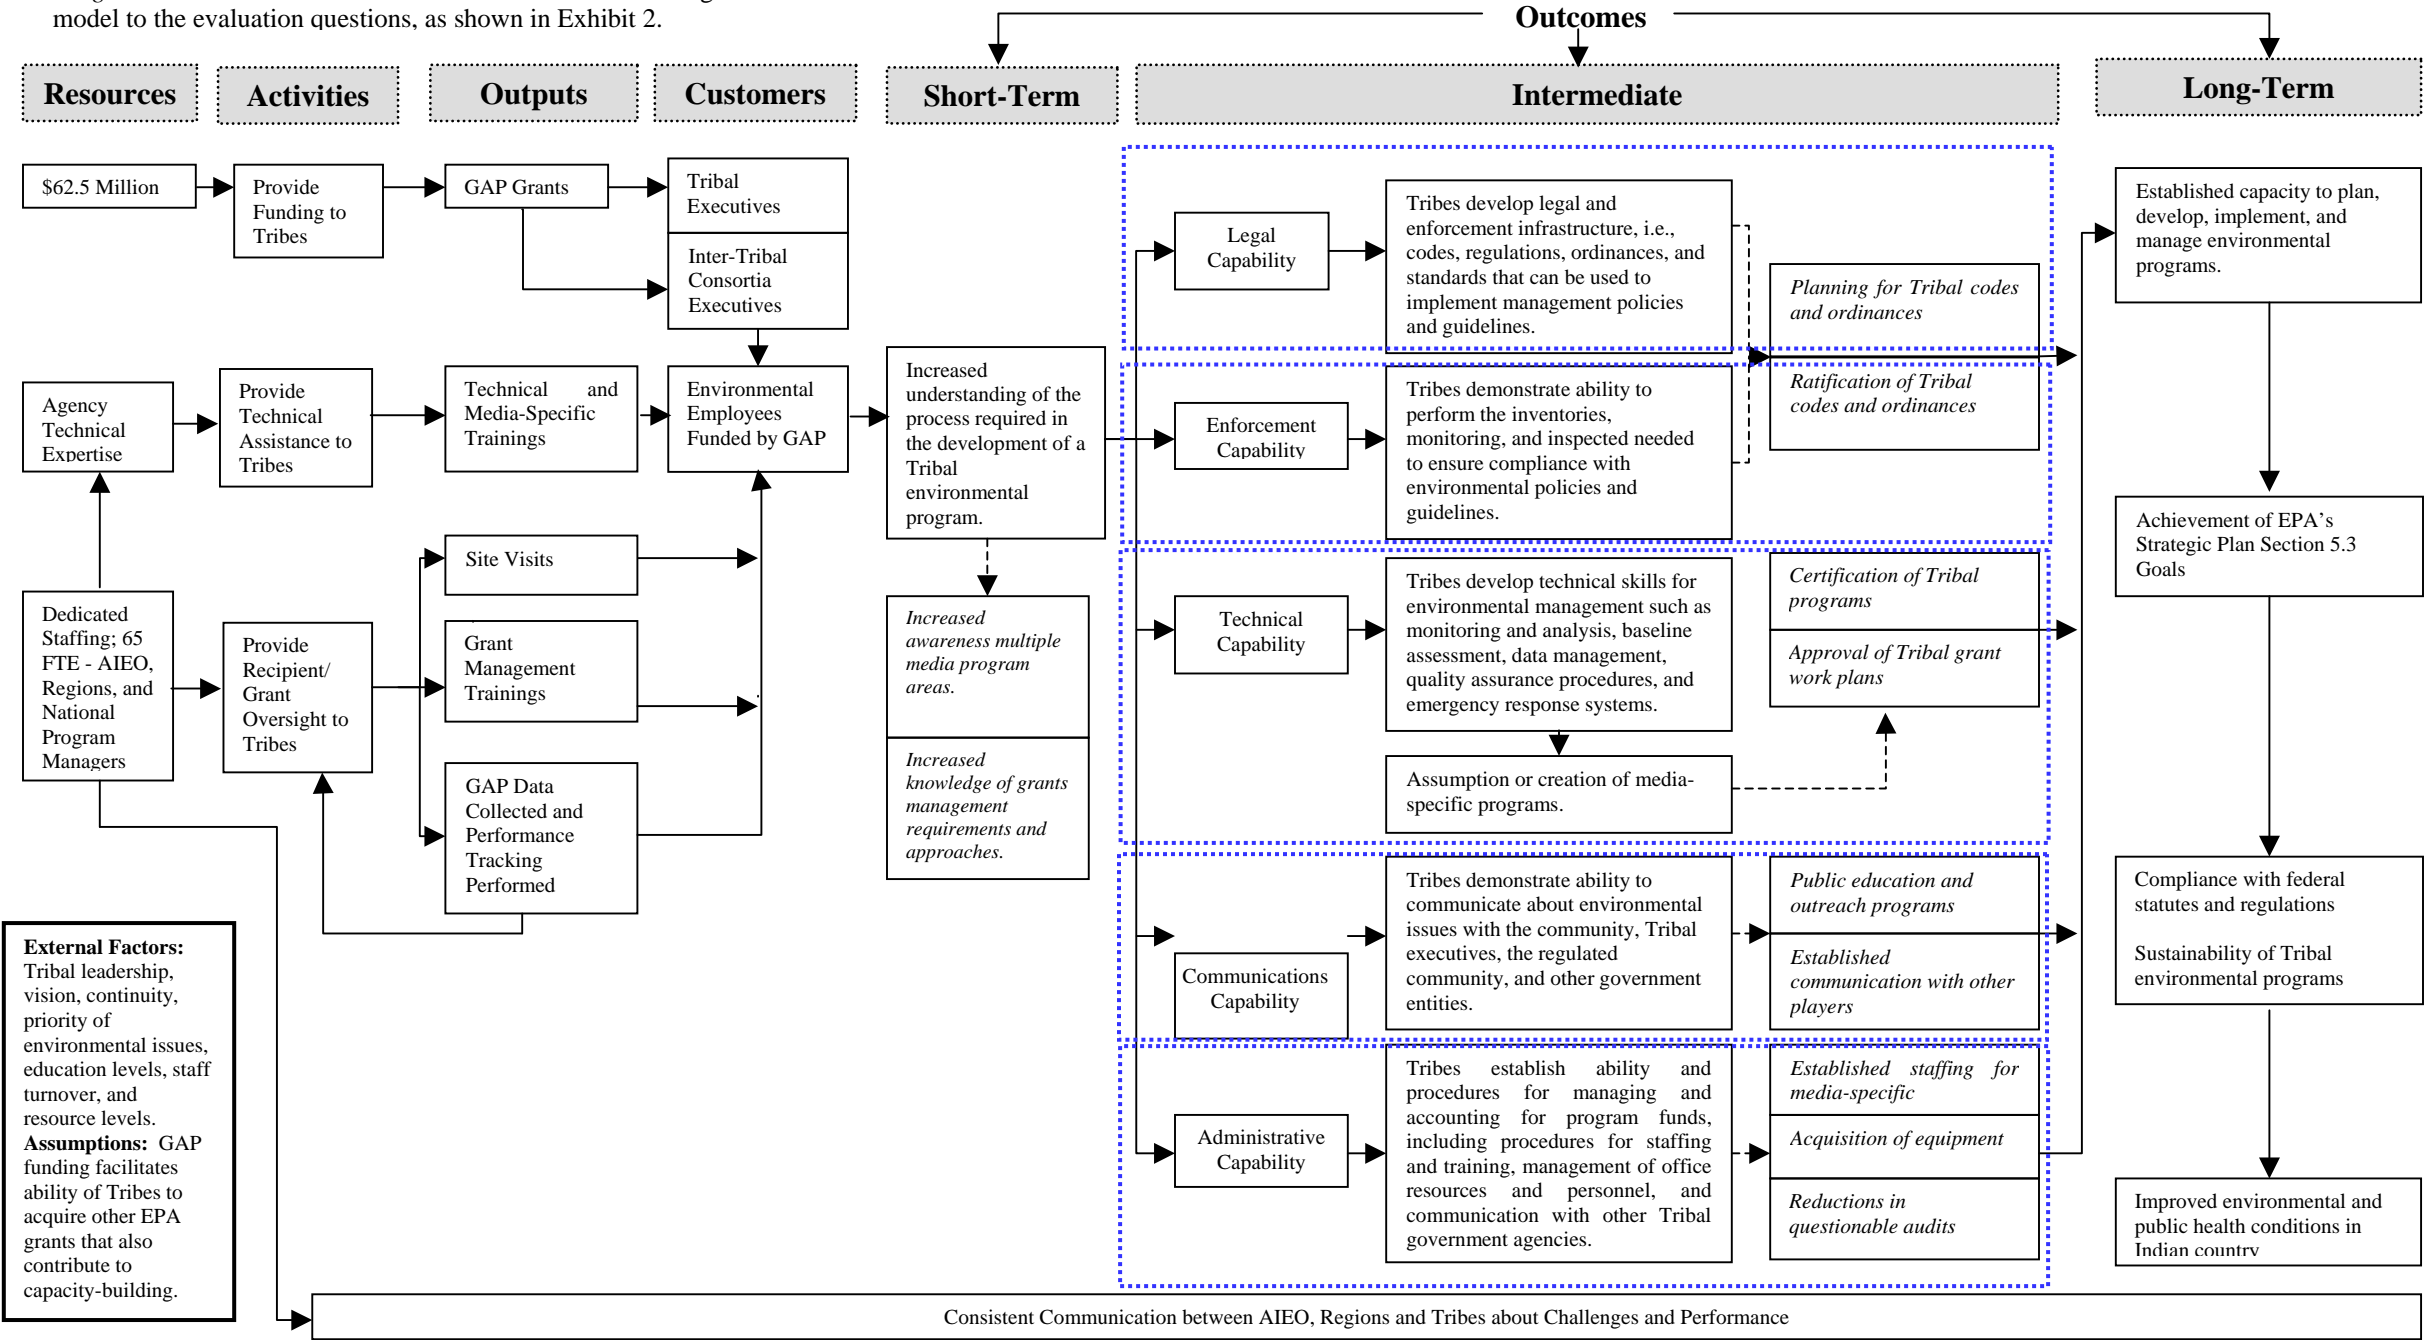 model to the evaluation questions, as shown in Exhibit 2.
Outcomes
Resources
Activities
Outputs
Customers
Short-Term
Intermediate
Long-Term
$62.5 Million
Provide
Funding to
Tribes
GAP Grants
Tribal
Executives
Inter-Tribal
Consortia
Executives
Agency
Technical
Expertise
Provide
Technical
Assistance to
Tribes
Technical and
Media-Specific
Trainings
Environmental
Employees
Funded by GAP
Dedicated
Staffing; 65
FTE - AIEO,
Regions, and
National
Program
Managers
Provide
Recipient/
Grant
Oversight to
Tribes
Site Visits
Grant
Management
Trainings
GAP Data
Collected and
Performance
Tracking
Performed
Increased
understanding of the
process required in
the development of a
Tribal
environmental
program.
Increased
awareness multiple
media program
areas.
Increased
knowledge of grants
management
requirements and
approaches.
Legal
Capability
Tribes develop legal and
enforcement infrastructure, i.e.,
codes, regulations, ordinances, and
standards that can be used to
implement management policies
and guidelines.
Planning for Tribal codes
and ordinances
Ratification of Tribal
codes and ordinances
Enforcement
Capability
Tribes demonstrate ability to
perform the inventories,
monitoring, and inspected needed
to ensure compliance with
environmental policies and
guidelines.
Technical
Capability
Tribes develop technical skills for
environmental management such as
monitoring and analysis, baseline
assessment, data management,
quality assurance procedures, and
emergency response systems.
Assumption or creation of media-
specific programs.
Certification of Tribal
programs
Approval of Tribal grant
work plans
Communications
Capability
Tribes demonstrate ability to
communicate about environmental
issues with the community, Tribal
executives, the regulated
community, and other government
entities.
Public education and
outreach programs
Established
communication with other
players
Administrative
Capability
Tribes establish ability and
procedures for managing and
accounting for program funds,
including procedures for staffing
and training, management of office
resources and personnel, and
communication with other Tribal
government agencies.
Established staffing for
media-specific
Acquisition of equipment
Reductions in
questionable audits
Established capacity to plan,
develop, implement, and
manage environmental
programs.
Achievement of EPA’s
Strategic Plan Section 5.3
Goals
Compliance with federal
statutes and regulations
Sustainability of Tribal
environmental programs
Improved environmental and
public health conditions in
Indian country
External Factors:
Tribal leadership,
vision, continuity,
priority of
environmental issues,
education levels, staff
turnover, and
resource levels.
Assumptions: GAP
funding facilitates
ability of Tribes to
acquire other EPA
grants that also
contribute to
capacity-building.
Consistent Communication between AIEO, Regions and Tribes about Challenges and Performance